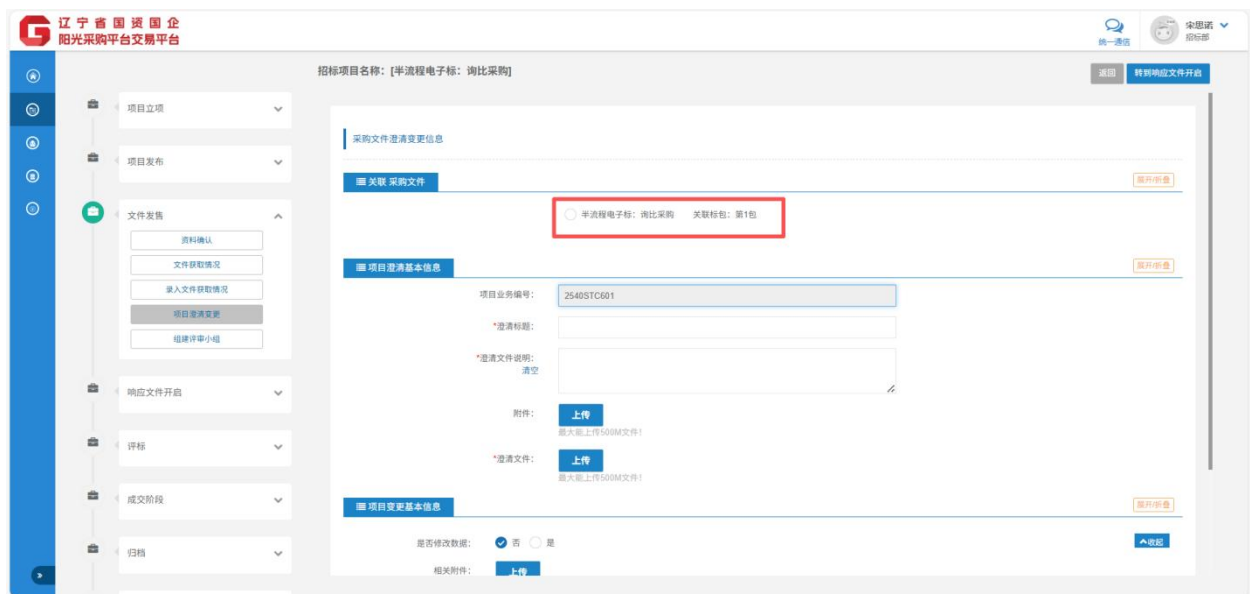 辽宁省国资国企
阳光采购平台交易平台
统一通信
宋思诺
招标部
招标项目名称：[半流程电子标：询比采购]
返回
转到响应文件开启
项目立项
项目发布
文件发售
资料确认
文件获取情况
录入文件获取情况
项目澄清变更
组建评审小组
响应文件开启
评标
成交阶段
归档
采购文件澄清变更信息
关联 采购文件
展开/折叠
半流程电子标：询比采购 关联标包：第1包
项目澄清基本信息
展开/折叠
项目业务编号：
2540STC601
*澄清标题：
*澄清文件说明：
清空
附件：
上传
最大能上传500M文件!
*澄清文件：
上传
最大能上传500M文件!
项目变更基本信息
展开/折叠
是否修改数据：
否 是
收起
相关附件：
上传